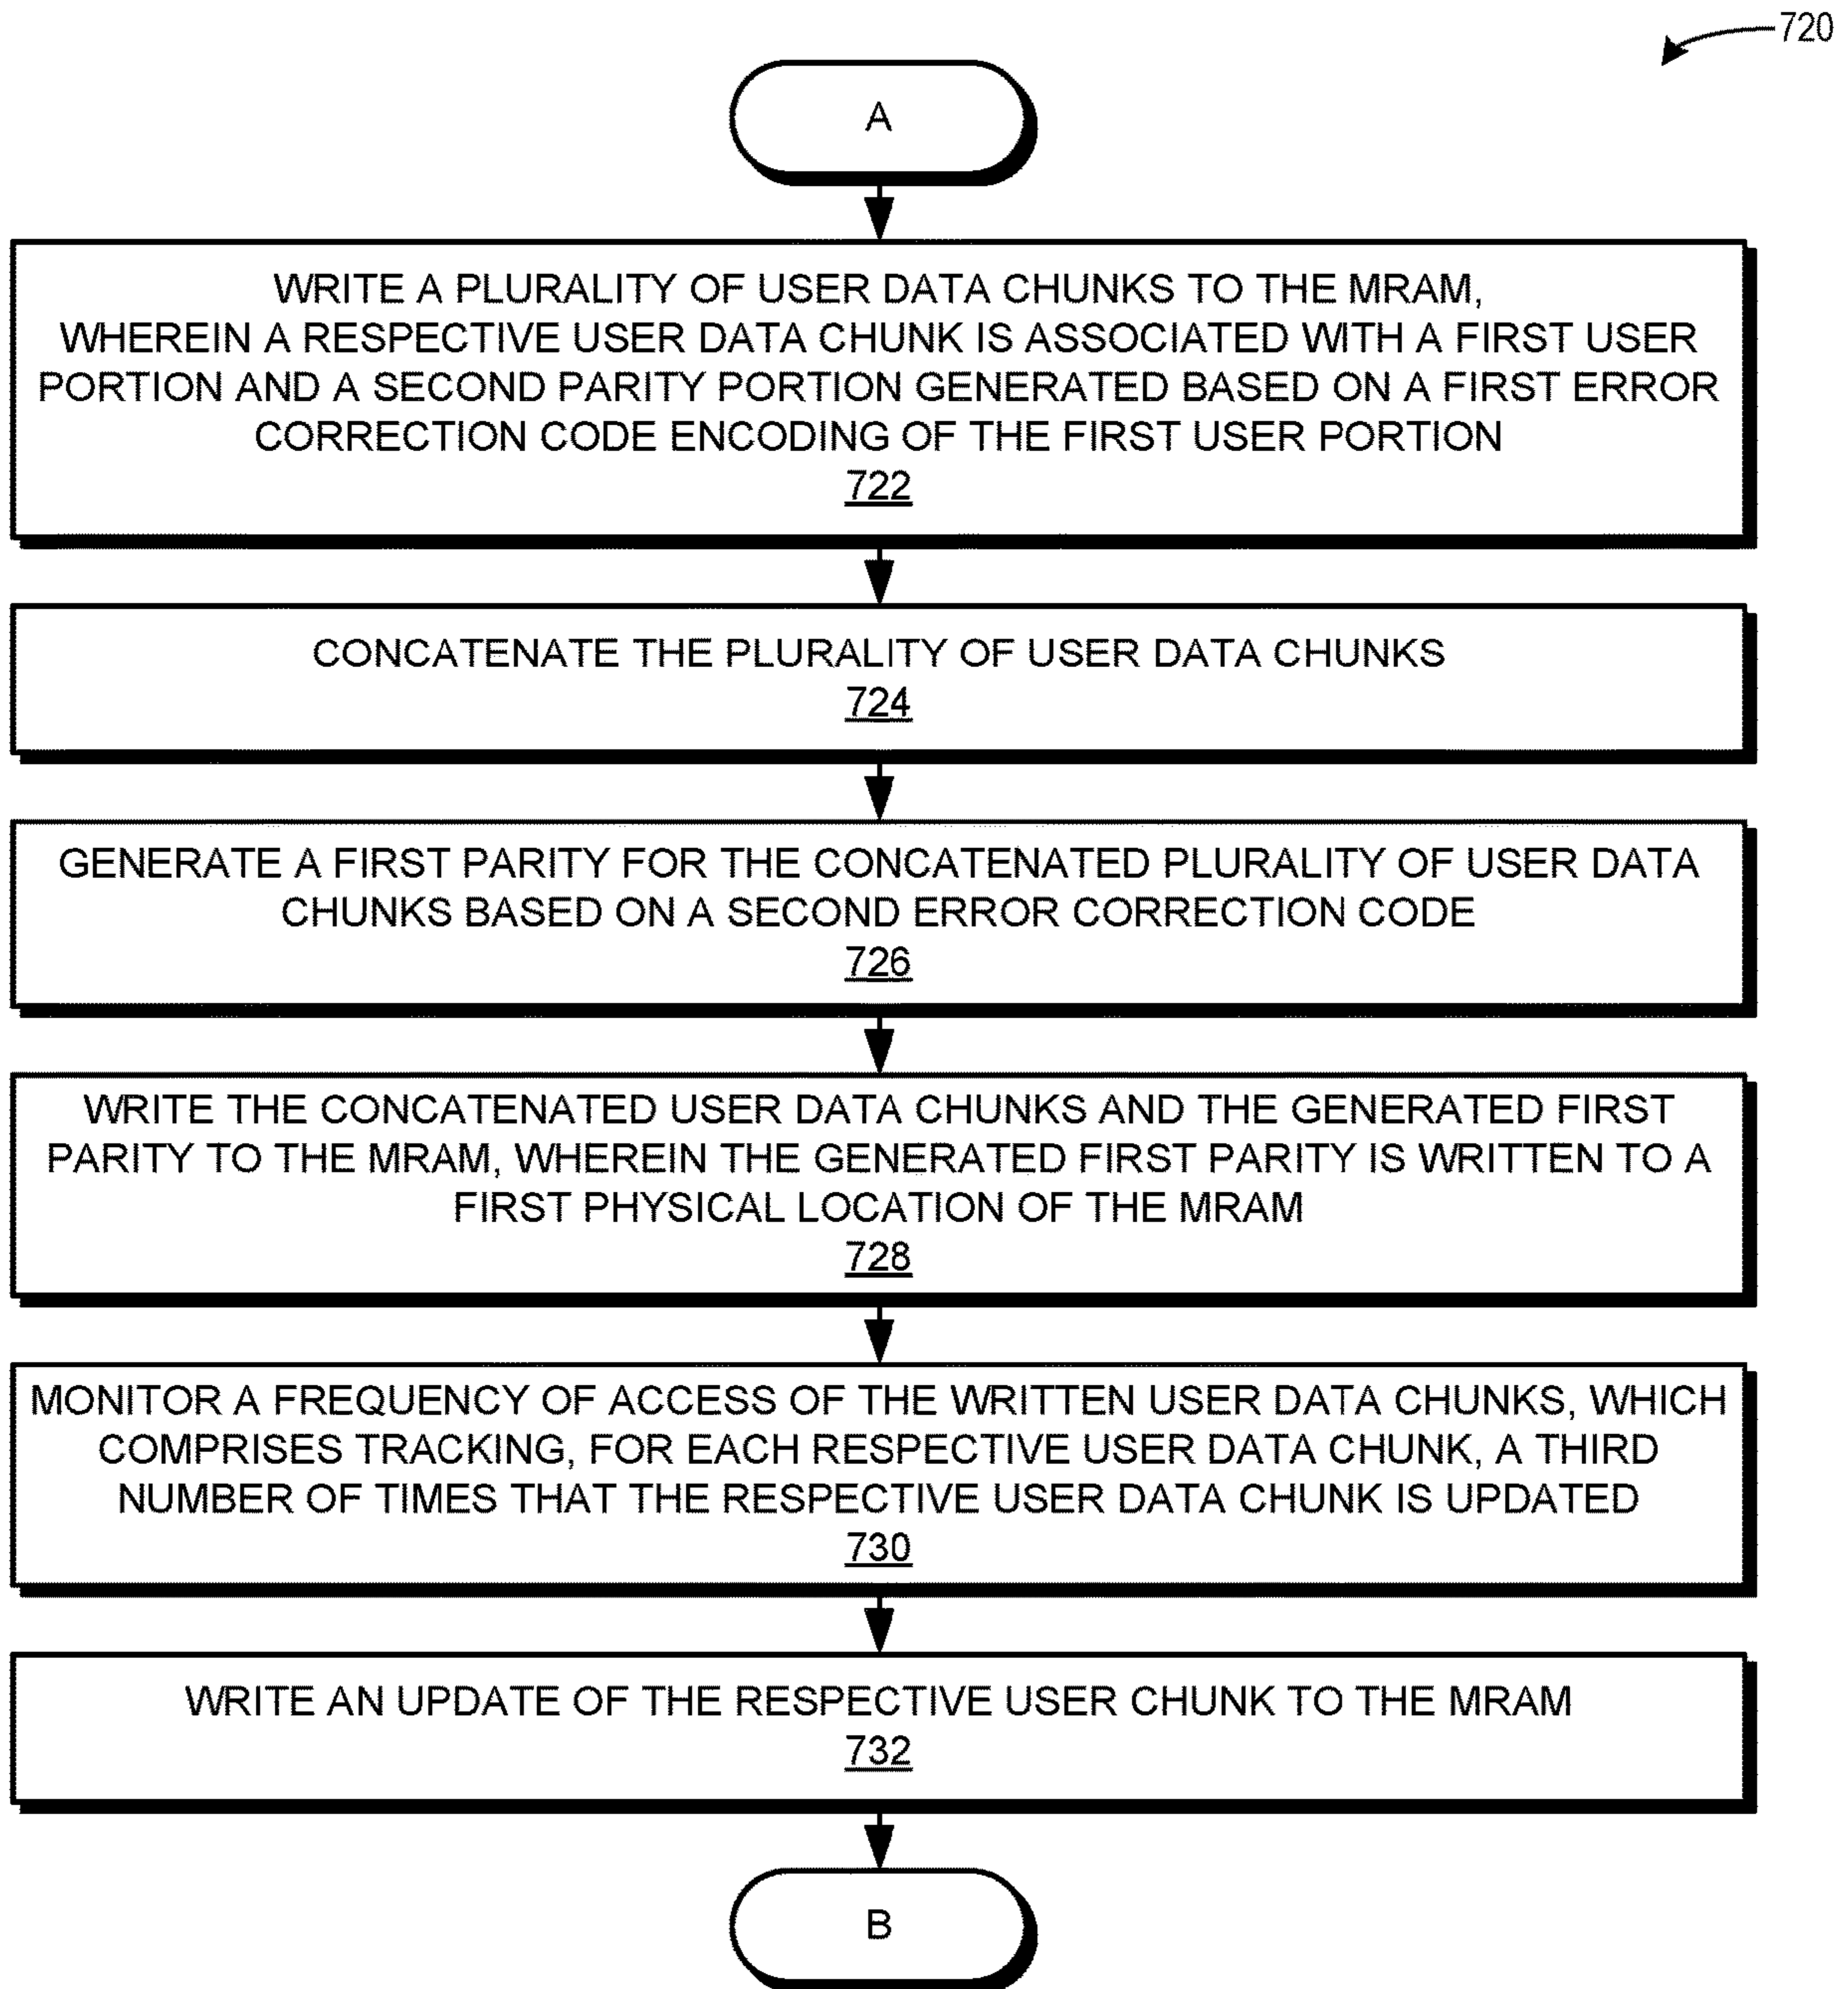 720
A
WRITE A PLURALITY OF USER DATA CHUNKS TO THE MRAM,
WHEREIN A RESPECTIVE USER DATA CHUNK IS ASSOCIATED WITH A FIRST USER
PORTION AND A SECOND PARITY PORTION GENERATED BASED ON A FIRST ERROR
CORRECTION CODE ENCODING OF THE FIRST USER PORTION
722
CONCATENATE THE PLURALITY OF USER DATA CHUNKS
724
GENERATE A FIRST PARITY FOR THE CONCATENATED PLURALITY OF USER DATA
CHUNKS BASED ON A SECOND ERROR CORRECTION CODE
726
WRITE THE CONCATENATED USER DATA CHUNKS AND THE GENERATED FIRST
PARITY TO THE MRAM, WHEREIN THE GENERATED FIRST PARITY IS WRITTEN TO A
FIRST PHYSICAL LOCATION OF THE MRAM
728
MONITOR A FREQUENCY OF ACCESS OF THE WRITTEN USER DATA CHUNKS, WHICH
COMPRISES TRACKING, FOR EACH RESPECTIVE USER DATA CHUNK, A THIRD
NUMBER OF TIMES THAT THE RESPECTIVE USER DATA CHUNK IS UPDATED
730
WRITE AN UPDATE OF THE RESPECTIVE USER CHUNK TO THE MRAM
732
B